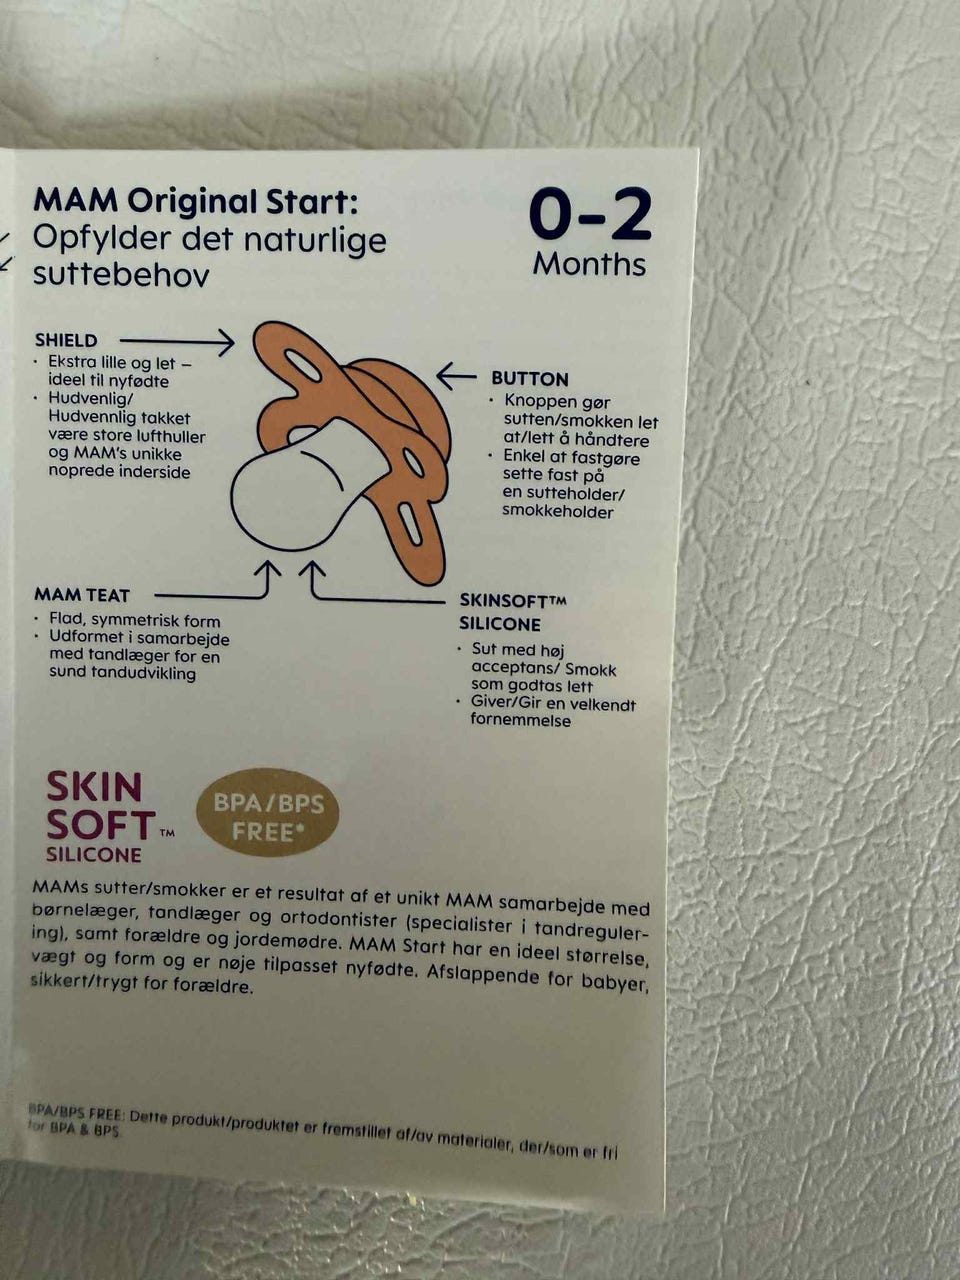 MAM Original Start:
Opfylder det naturlige
suttebehov
0-2
Months
SHIELD
· Ekstra lille og let –
ideel til nyfødte
· Hudvenlig/
Hudvennlig takket
være store lufthuller
og MAM's unikke
noprede inderside
BUTTON
· Knoppen gør
sutten/smokken let
at/lett å håndtere
· Enkel at fastgøre
sette fast på
en sutteholder/
smokkeholder
MAM TEAT
· Flad, symmetrisk form
· Udformet i samarbejde
med tandlæger for en
sund tandudvikling
SKINSOFT™
SILICONE
· Sut med høj
acceptans/ Smokk
som godtas lett
· Giver/Gir en velkendt
fornemmelse
SKIN
SOFT™
SILICONE
BPA/BPS
FREE*
MAMs sutter/smokker er et resultat af et unikt MAM samarbejde med
børnelæger, tandlæger og ortodontister (specialister i tandreguler-
ing), samt forældre og jordemødre. MAM Start har en ideel størrelse,
vægt og form og er nøje tilpasset nyfødte. Afslappende for babyer,
sikkert/trygt for forældre.
BPA/BPS FREE: Dette produkt/produktet er fremstillet af/av materialer, der/som er fri
for BPA & BPS.